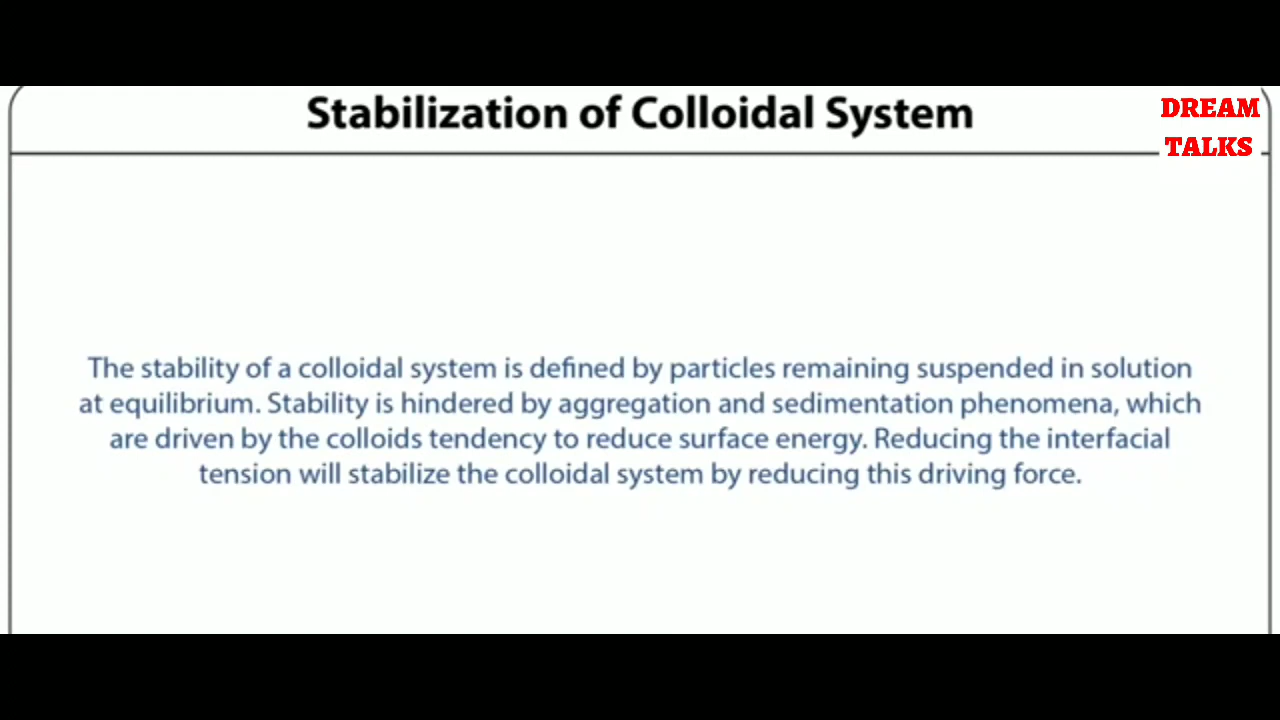 Stabilization of Colloidal System
DREAM
TALKS
The stability of a colloidal system is defined by particles remaining suspended in solution
at equilibrium. Stability is hindered by aggregation and sedimentation phenomena, which
are driven by the colloids tendency to reduce surface energy. Reducing the interfacial
tension will stabilize the colloidal system by reducing this driving force.